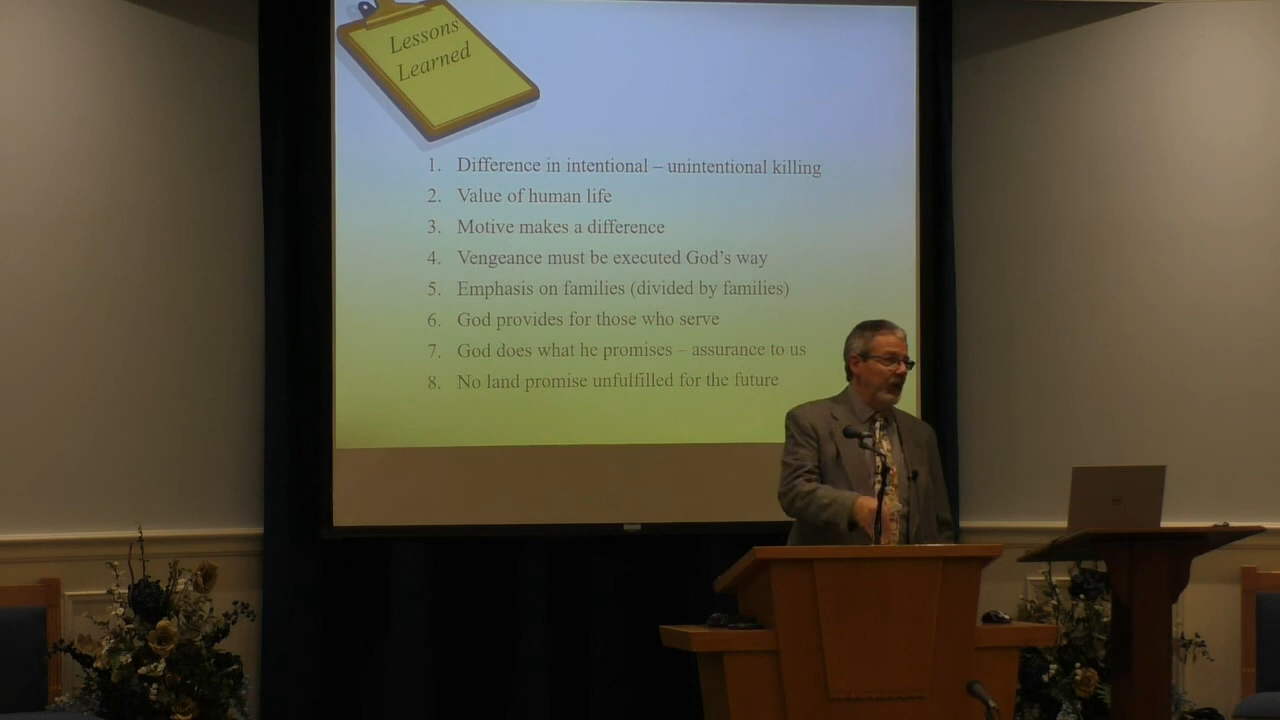 Lessons
Learned
1. Difference in intentional – unintentional killing
2. Value of human life
3. Motive makes a difference
4. Vengeance must be executed God's way
5. Emphasis on families (divided by families)
6. God provides for those who serve
7. God does what he promises – assurance to us
8. No land promise unfulfilled for the future